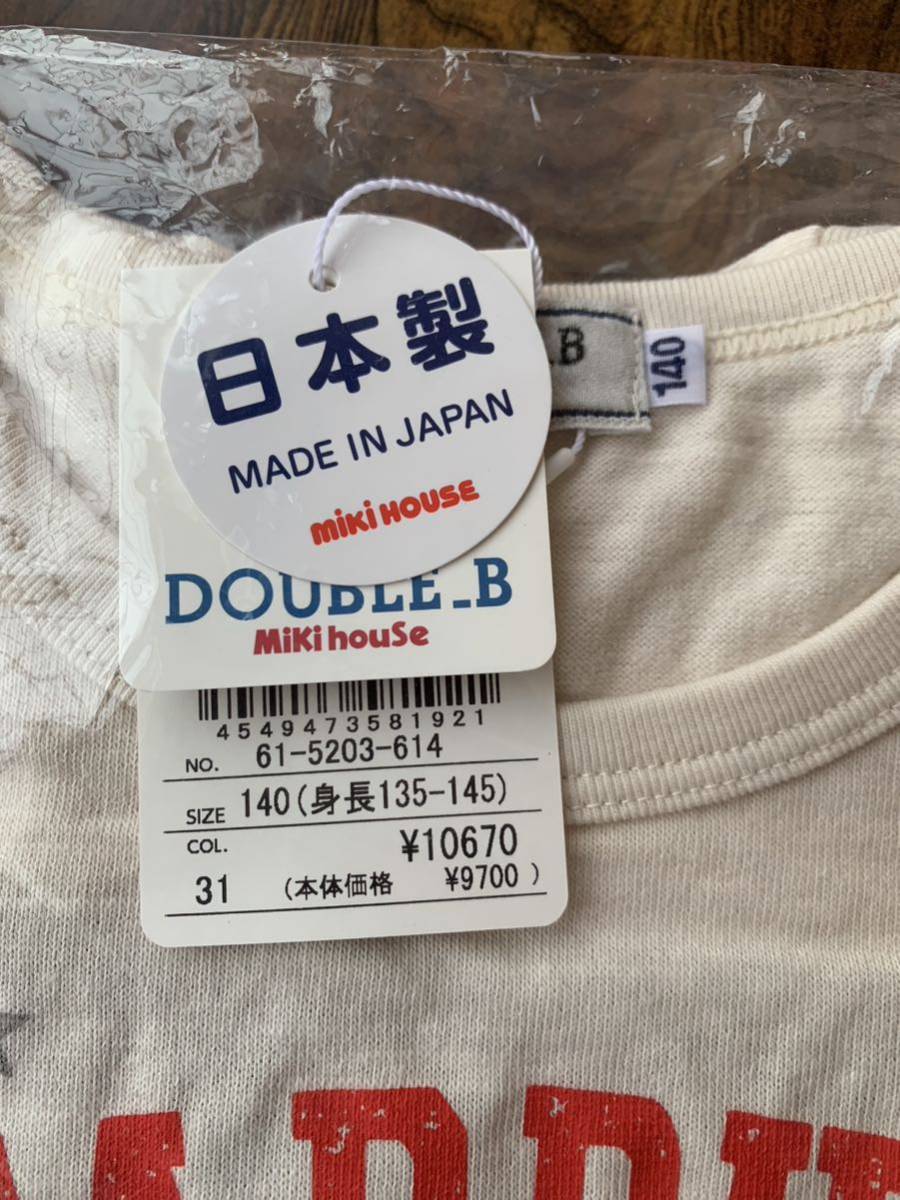 日本製
MADE IN JAPAN
miki HOUSE
DOUBLE_B
MiKi houSe
4549473581921
NO. 61-5203-614
SIZE 140(身長135-145)
COL. ¥10670
31 (本体価格 ¥9700 )
.B
140